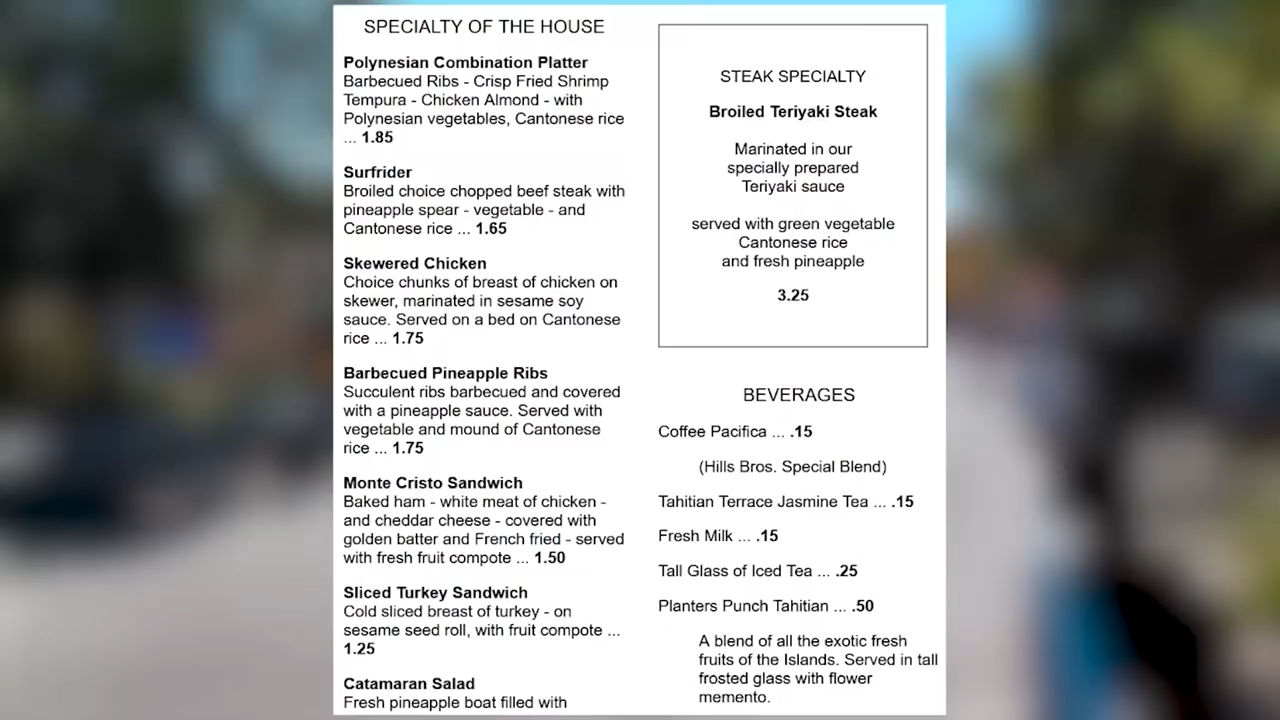 SPECIALTY OF THE HOUSE
Polynesian Combination Platter
Barbecued Ribs - Crisp Fried Shrimp
Tempura - Chicken Almond - with
Polynesian vegetables, Cantonese rice
... 1.85
Surfrider
Broiled choice chopped beef steak with
pineapple spear - vegetable - and
Cantonese rice ... 1.65
Skewered Chicken
Choice chunks of breast of chicken on
skewer, marinated in sesame soy
sauce. Served on a bed on Cantonese
rice ... 1.75
Barbecued Pineapple Ribs
Succulent ribs barbecued and covered
with a pineapple sauce. Served with
vegetable and mound of Cantonese
rice ... 1.75
Monte Cristo Sandwich
Baked ham - white meat of chicken -
and cheddar cheese - covered with
golden batter and French fried - served
with fresh fruit compote ... 1.50
Sliced Turkey Sandwich
Cold sliced breast of turkey - on
sesame seed roll, with fruit compote ...
1.25
Catamaran Salad
Fresh pineapple boat filled with
STEAK SPECIALTY
Broiled Teriyaki Steak
Marinated in our
specially prepared
Teriyaki sauce
served with green vegetable
Cantonese rice
and fresh pineapple
3.25
BEVERAGES
Coffee Pacifica ... .15
(Hills Bros. Special Blend)
Tahitian Terrace Jasmine Tea ... .15
Fresh Milk ... .15
Tall Glass of Iced Tea ... .25
Planters Punch Tahitian ... .50
A blend of all the exotic fresh
fruits of the Islands. Served in tall
frosted glass with flower
memento.